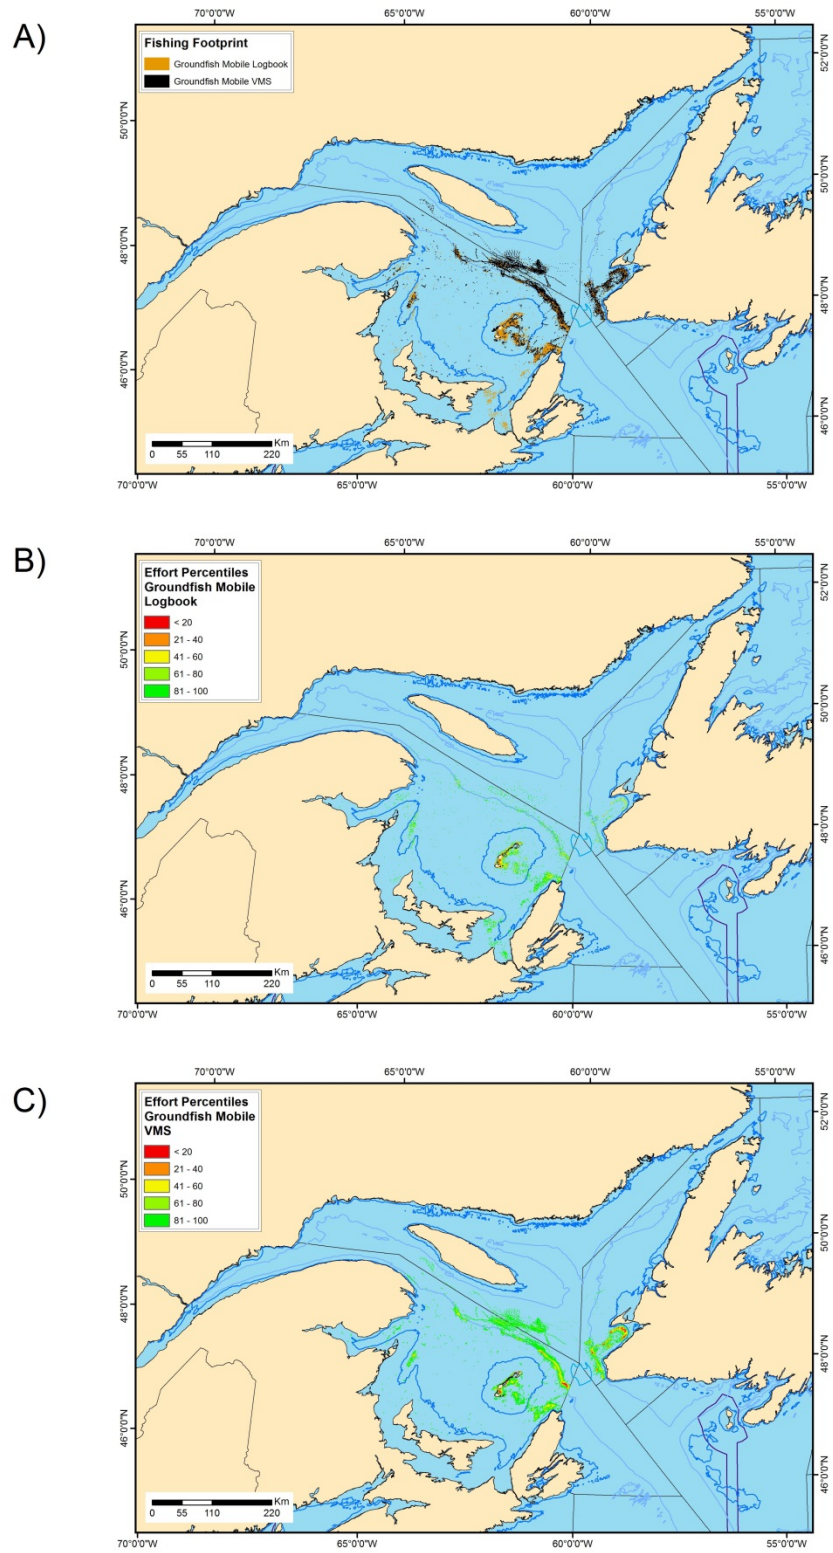 A)
70°0'0"W 65°0'0"W 60°0'0"W 55°0'0"W
Fishing Footprint
Groundfish Mobile Logbook
Groundfish Mobile VMS
52°0'0"N
50°0'0"N
50°0'0"N
48°0'0"N
48°0'0"N
46°0'0"N
46°0'0"N
Km
0 55 110 220
70°0'0"W 65°0'0"W 60°0'0"W 55°0'0"W
B)
70°0'0"W 65°0'0"W 60°0'0"W 55°0'0"W
Effort Percentiles
Groundfish Mobile
Logbook
< 20
21 - 40
41 - 60
61 - 80
81 - 100
52°0'0"N
50°0'0"N
50°0'0"N
48°0'0"N
48°0'0"N
46°0'0"N
46°0'0"N
Km
0 55 110 220
70°0'0"W 65°0'0"W 60°0'0"W 55°0'0"W
C)
70°0'0"W 65°0'0"W 60°0'0"W 55°0'0"W
Effort Percentiles
Groundfish Mobile
VMS
< 20
21 - 40
41 - 60
61 - 80
81 - 100
52°0'0"N
50°0'0"N
50°0'0"N
48°0'0"N
48°0'0"N
46°0'0"N
46°0'0"N
Km
0 55 110 220
70°0'0"W 65°0'0"W 60°0'0"W 55°0'0"W